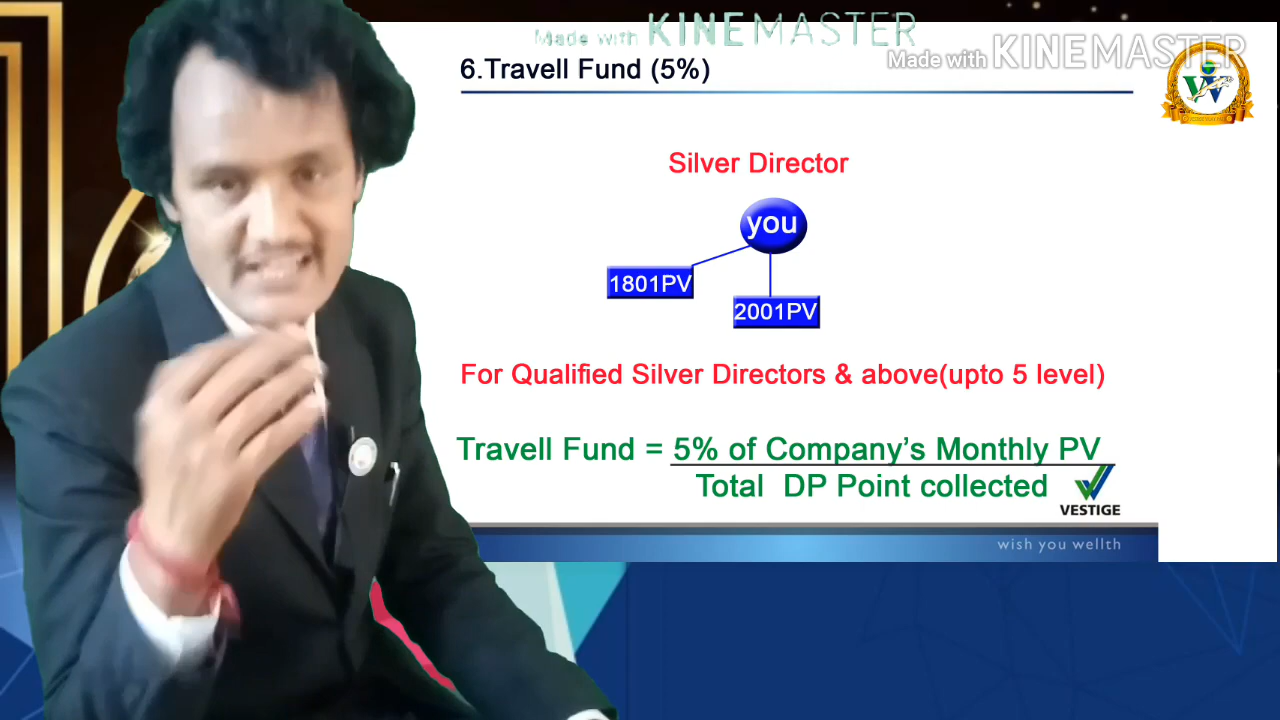 Made with KINEMASTER
Made with KINEMASTER
6.Travell Fund (5%)
Silver Director
you
1801PV
2001PV
For Qualified Silver Directors & above(upto 5 level)
Travell Fund = 5% of Company's Monthly PV
Total DP Point collected
VESTIGE
wish you wellth